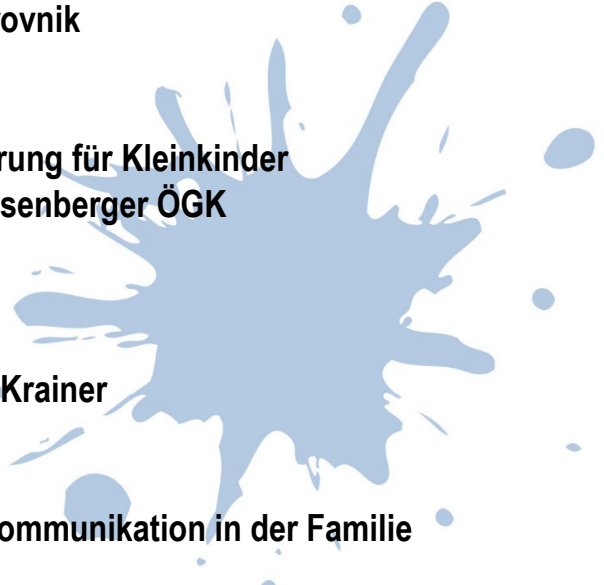 ovnik
rung für Kleinkinder
senberger ÖGK
Krainer
ommunikation in der Familie